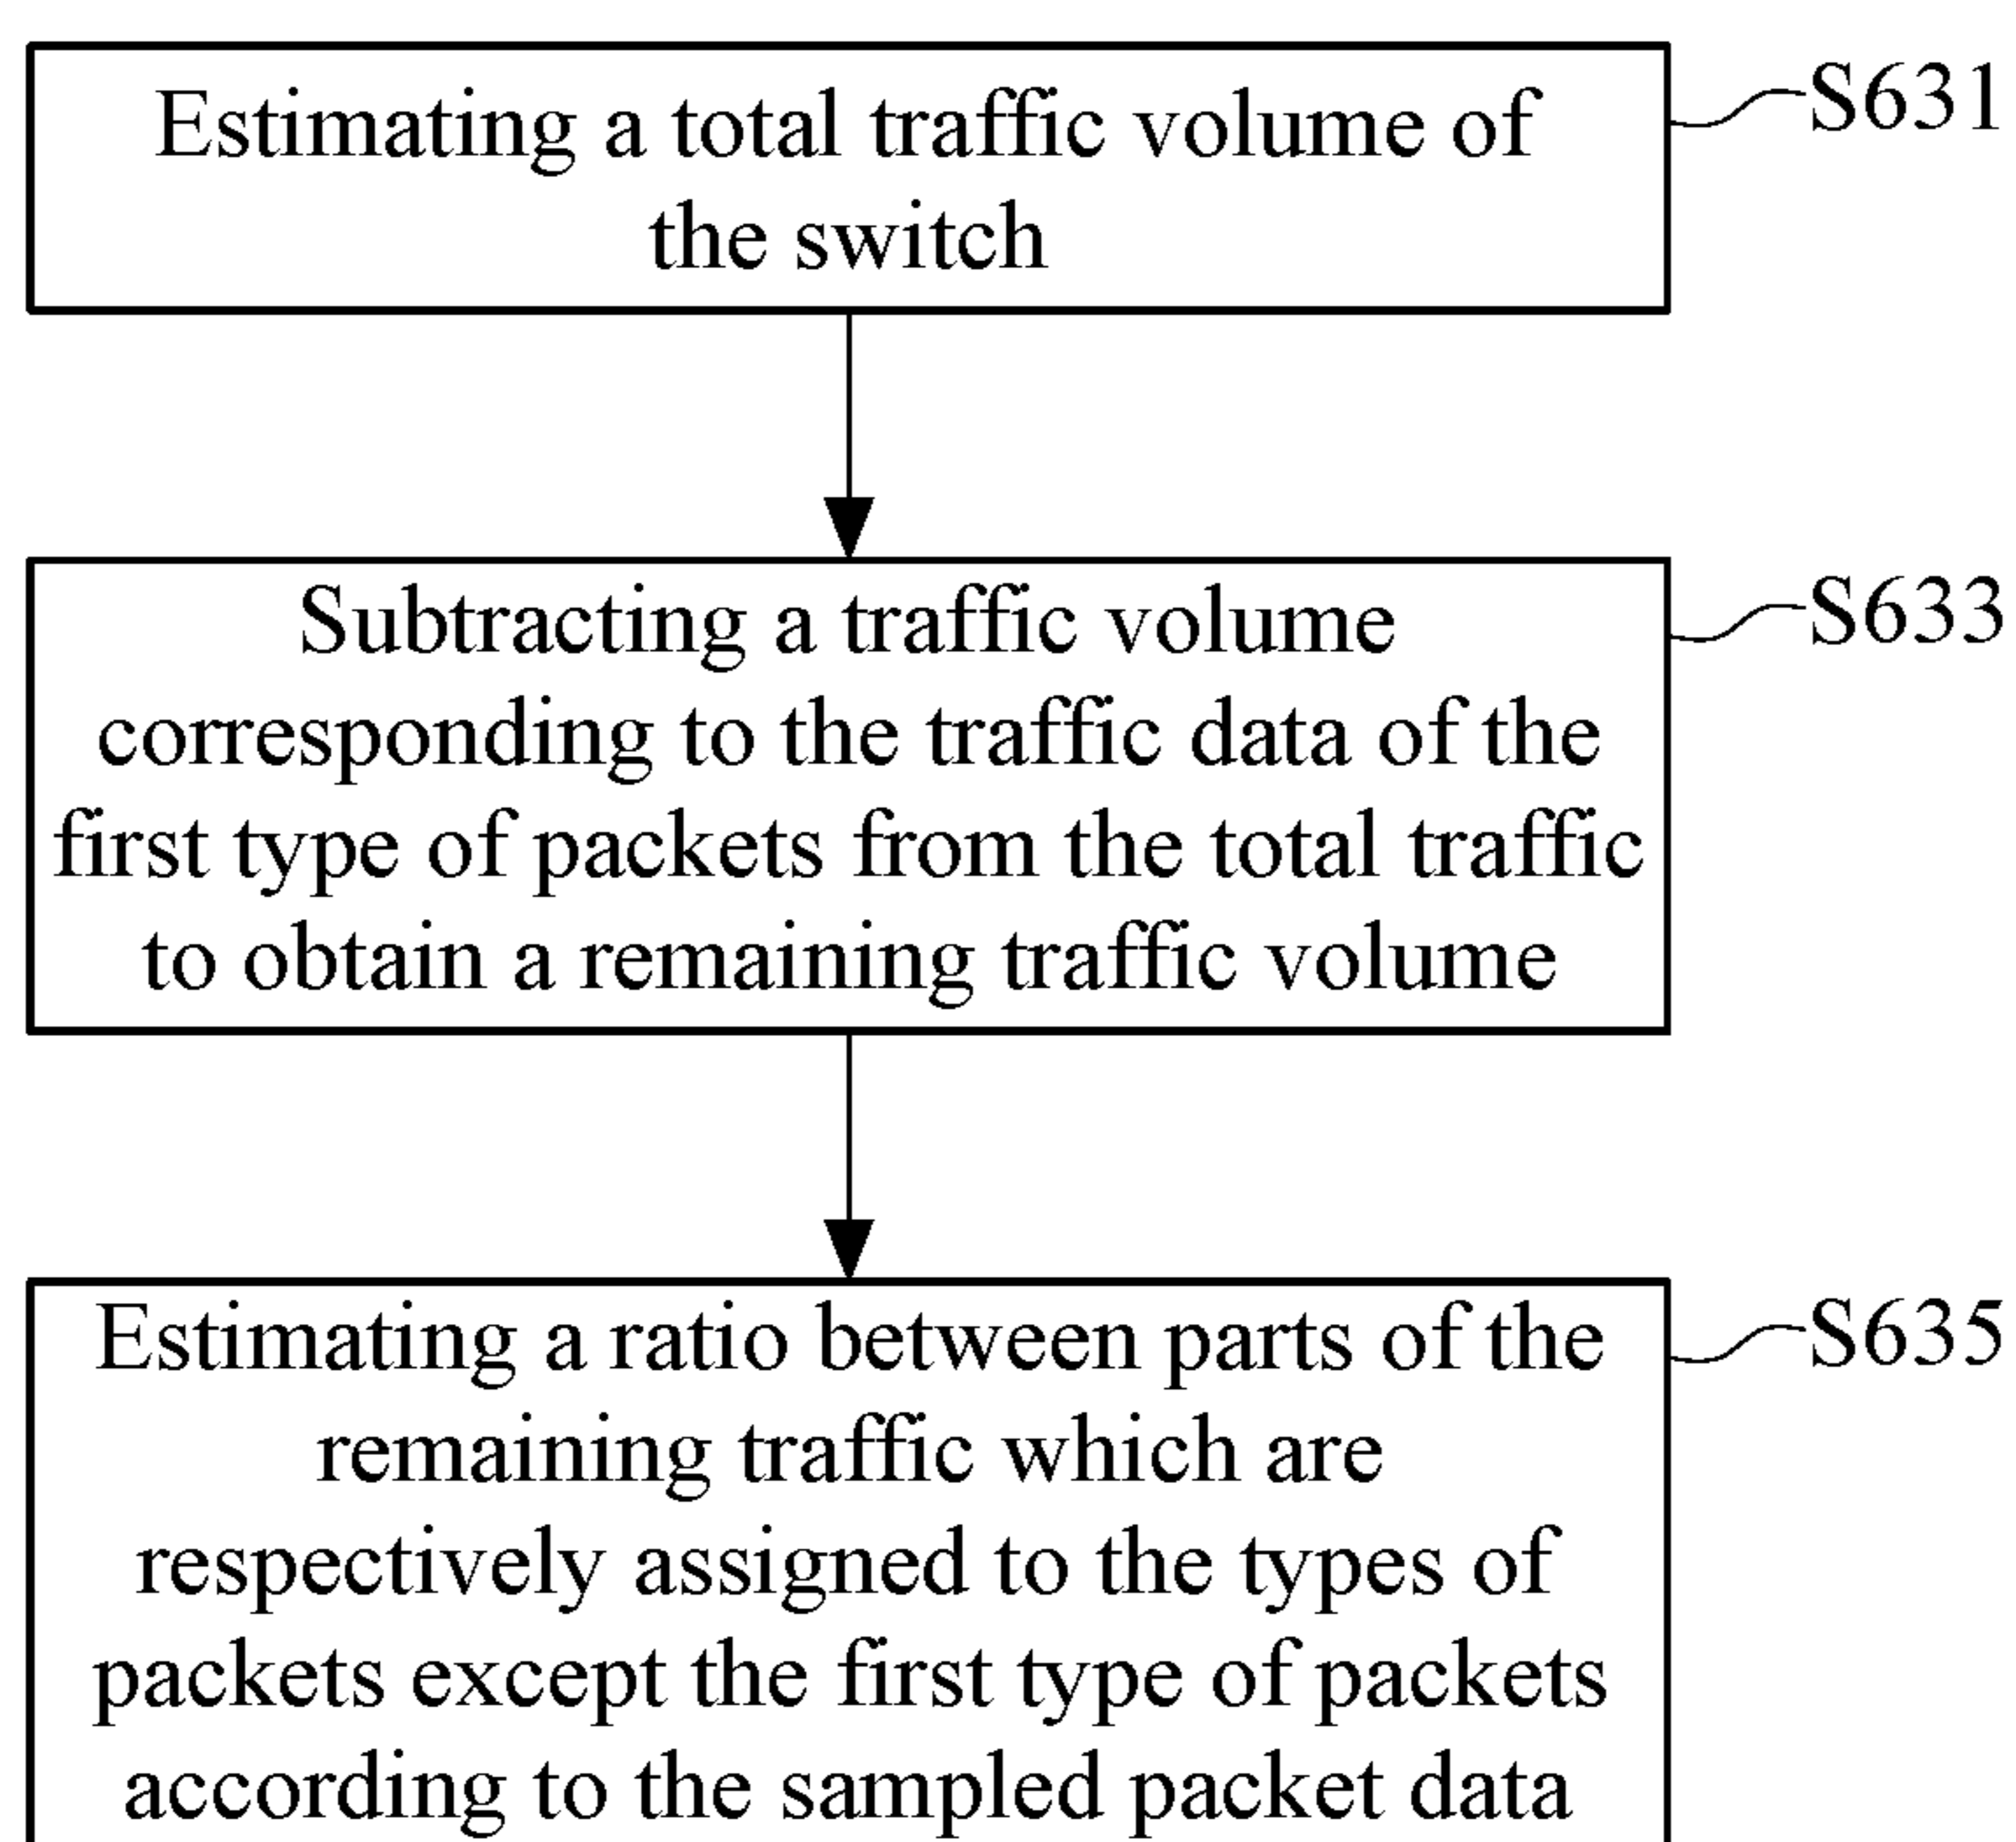 Estimating a total traffic volume of
the switch
S631
Subtracting a traffic volume
corresponding to the traffic data of the
first type of packets from the total traffic
to obtain a remaining traffic volume
S633
Estimating a ratio between parts of the
remaining traffic which are
respectively assigned to the types of
packets except the first type of packets
according to the sampled packet data
S635